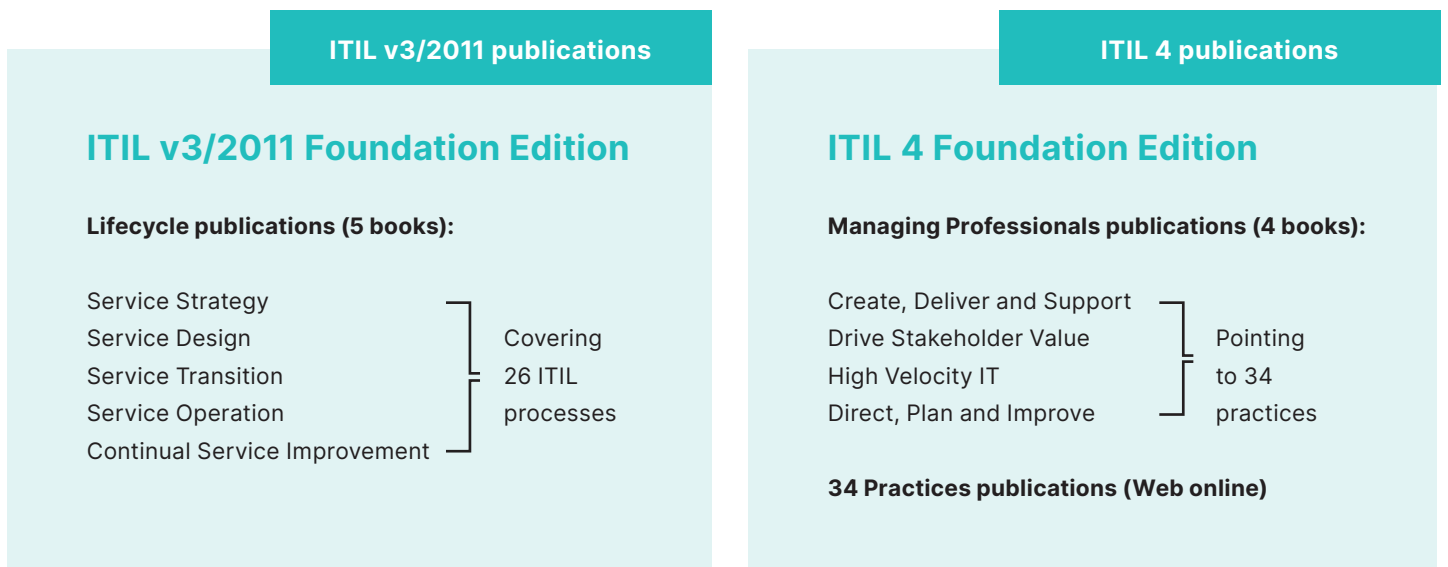 ITIL v3/2011 publications
ITIL v3/2011 Foundation Edition
Lifecycle publications (5 books):
Service Strategy
Service Design
Service Transition
Service Operation
Continual Service Improvement
Covering
26 ITIL
processes
ITIL 4 publications
ITIL 4 Foundation Edition
Managing Professionals publications (4 books):
Create, Deliver and Support
Drive Stakeholder Value
High Velocity IT
Direct, Plan and Improve
Pointing
to 34
practices
34 Practices publications (Web online)